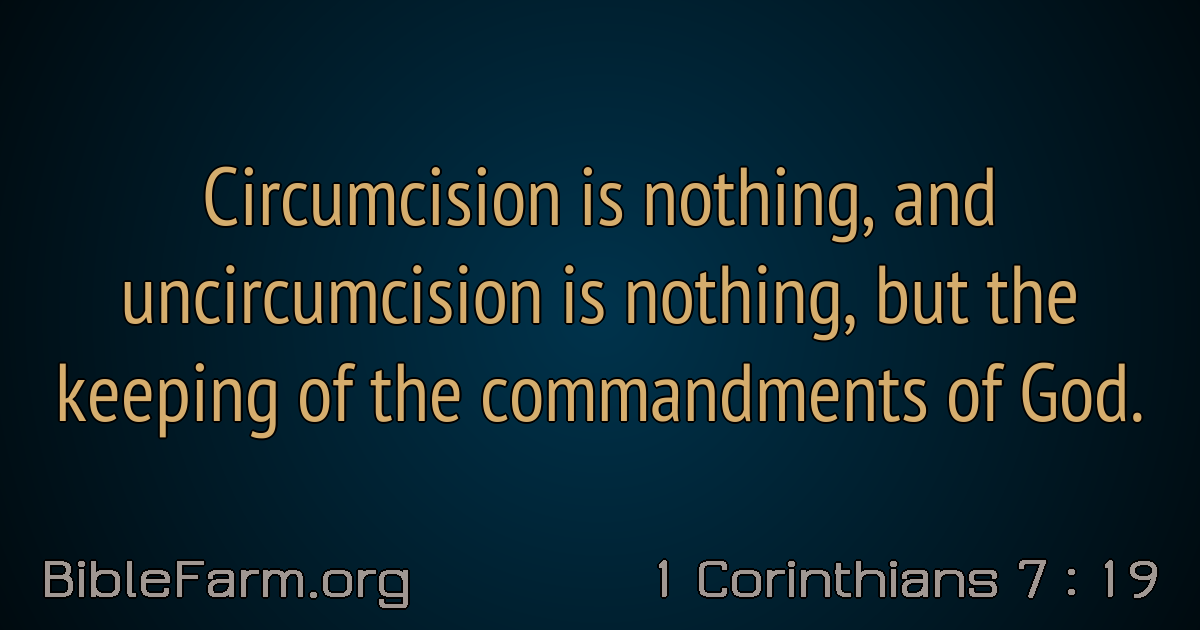 Circumcision is nothing, and
uncircumcision is nothing, but the
keeping of the commandments of God.
BibleFarm.org
1 Corinthians 7 : 19